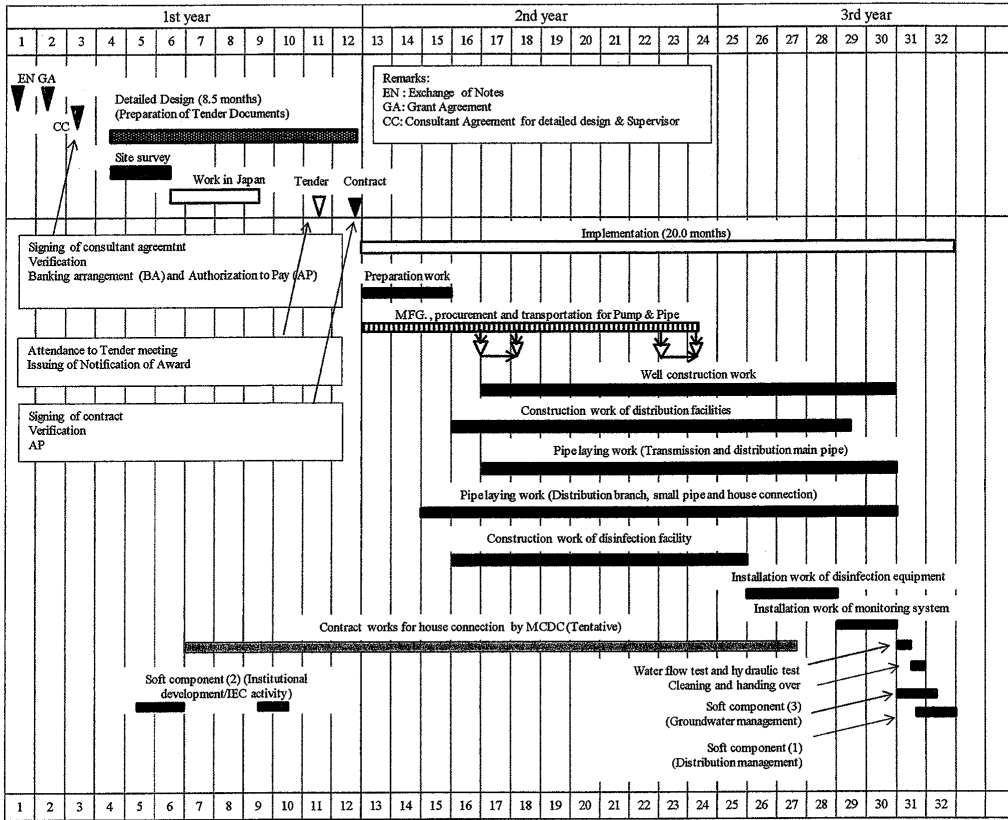 1st year 2nd year 3rd year
1 2 3 4 5 6 7 8 9 10 11 12 13 14 15 16 17 18 19 20 21 22 23 24 25 26 27 28 29 30 31 32
EN GA
CC
Detailed Design (8.5 months)
(Preparation of Tender Documents)
Remarks:
EN : Exchange of Notes
GA: Grant Agreement
CC: Consultant Agreement for detailed design & Supervisor
Site survey
Work in Japan
Tender
Contract
Signing of consultant agreemtnt
Verification
Banking arrangement (BA) and Authorization to Pay (AP)
Attendance to Tender meeting
Issuing of Notification of Award
Signing of contract
Verification
AP
Implementation (20.0 months)
Preparation work
MFG., procurement and transportation for Pump & Pipe
Well construction work
Construction work of distribution facilities
Pipe laying work (Transmission and distribution main pipe)
Pipe laying work (Distribution branch, small pipe and house connection)
Construction work of disinfection facility
Installation work of disinfection equipment
Installation work of monitoring system
Contract works for house connection by MCDC (Tentative)
Water flow test and hydraulic test
Cleaning and handing over
Soft component (2) (Institutional
development/IEC activity)
Soft component (3)
(Groundwater management)
Soft component (1)
(Distribution management)
1 2 3 4 5 6 7 8 9 10 11 12 13 14 15 16 17 18 19 20 21 22 23 24 25 26 27 28 29 30 31 32